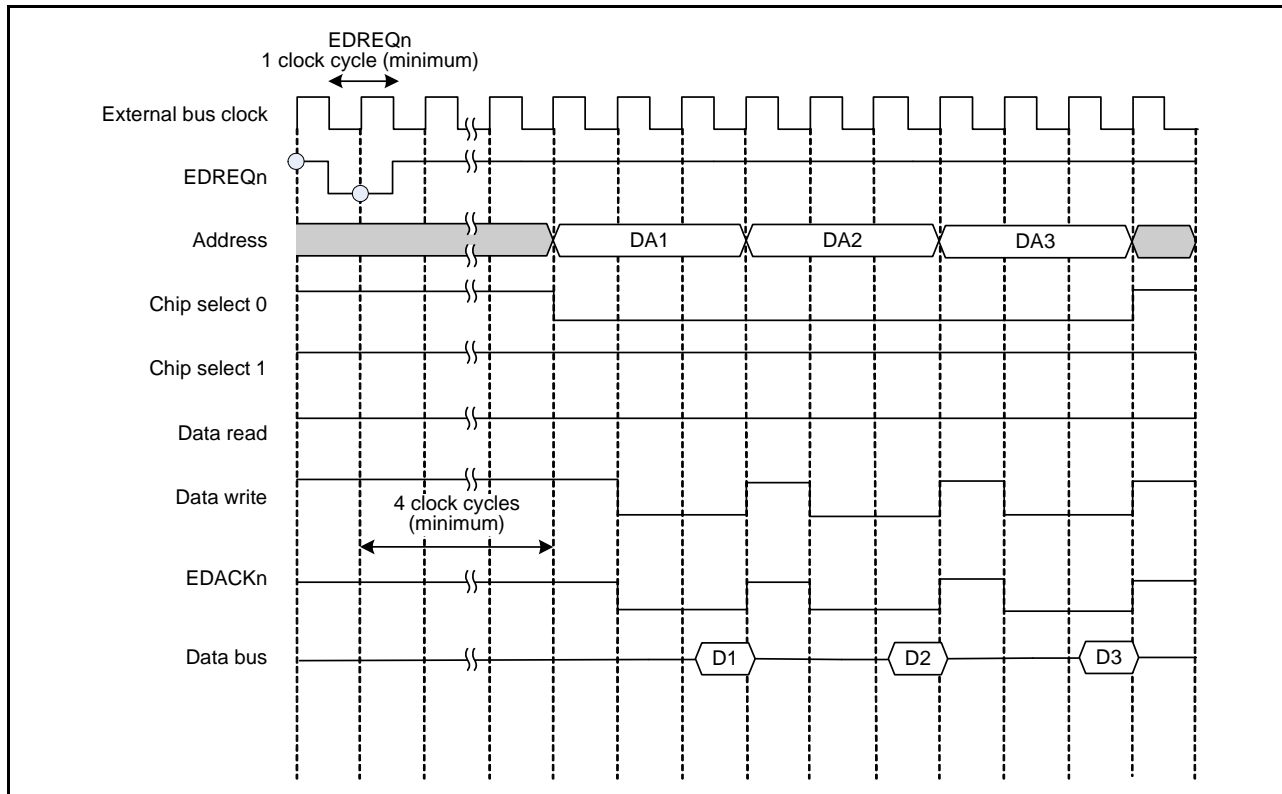 EDREQn
1 clock cycle (minimum)
External bus clock
EDREQn
Address
DA1
DA2
DA3
Chip select 0
Chip select 1
Data read
Data write
4 clock cycles
(minimum)
EDACKn
Data bus
D1
D2
D3